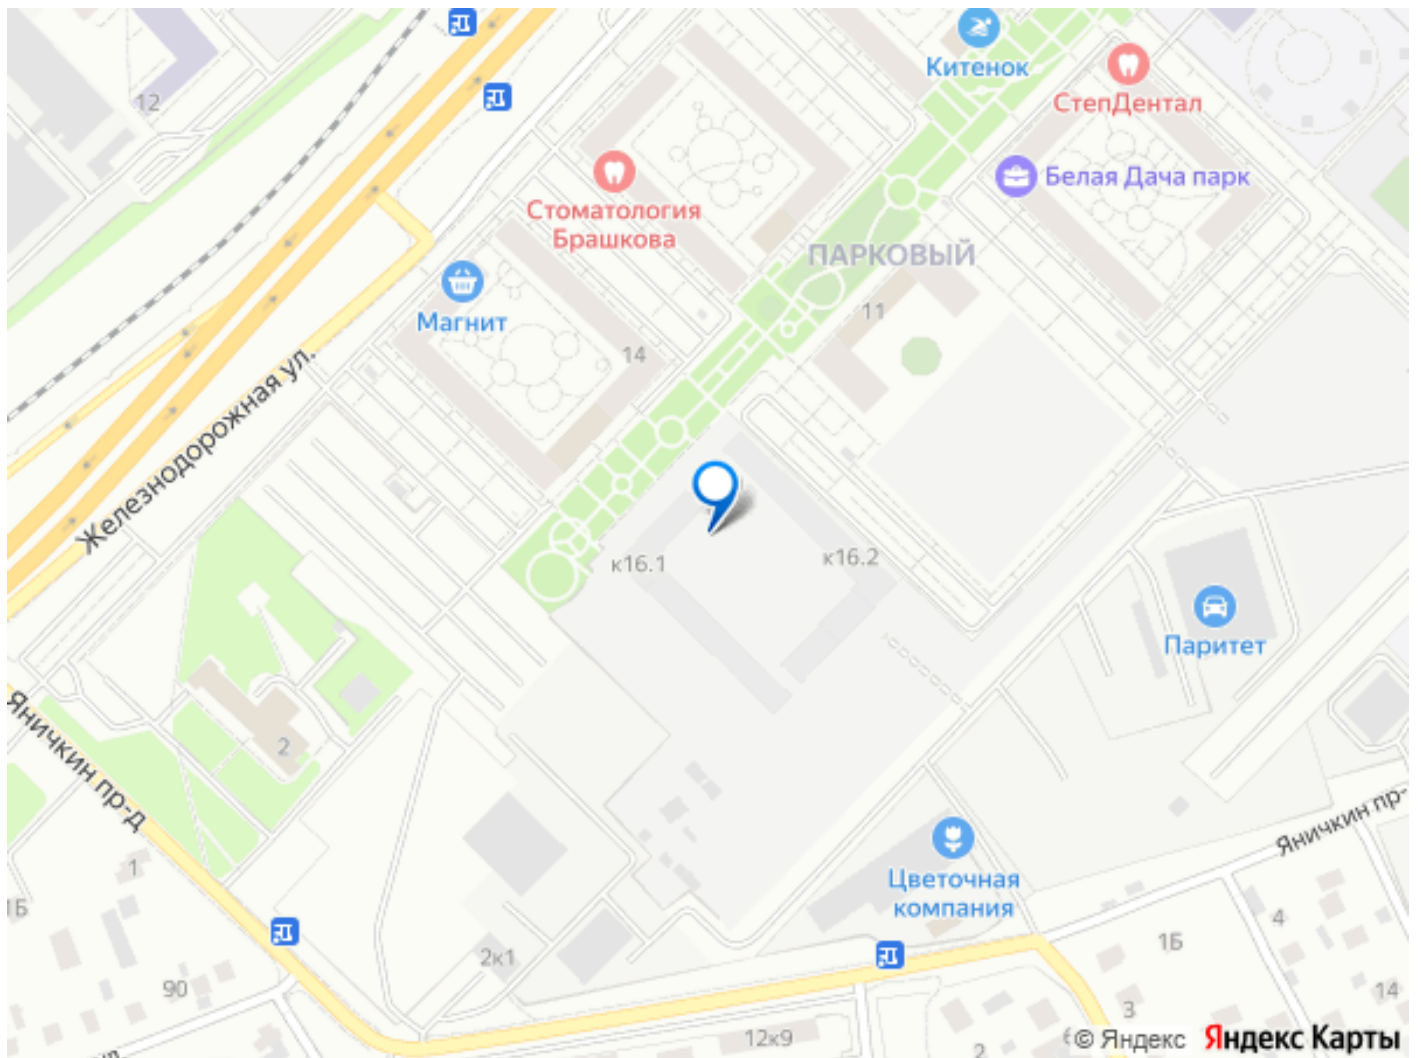 Китенок
СтепДентал
12
Стоматология
Брашкова
Белая Дача парк
ПАРКОВЫЙ
Магнит
11
14
Железнодорожная ул.
к16.1
к16.2
Паритет
2
Яничкин пр-д
Яничкин пр-
1
1Б
Цветочная
компания
4
1Б
2к1
90
14
3
12к9
2
© Яндекс Яндекс Карты